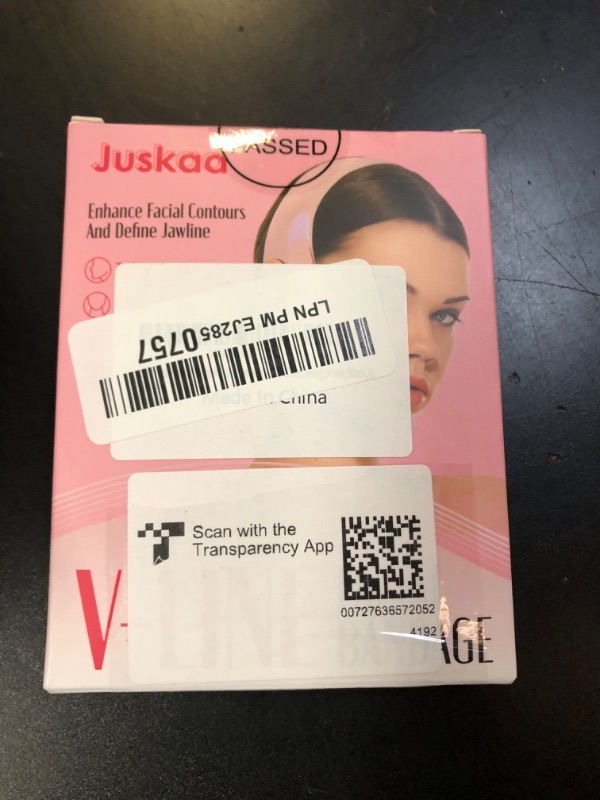 Juskaa
PASSED
Enhance Facial Contours
And Define Jawline
LPN PM EJ2850757
Made In China
Scan with the
Transparency App
00727636572052
4192
V-LINE
BANDAGE